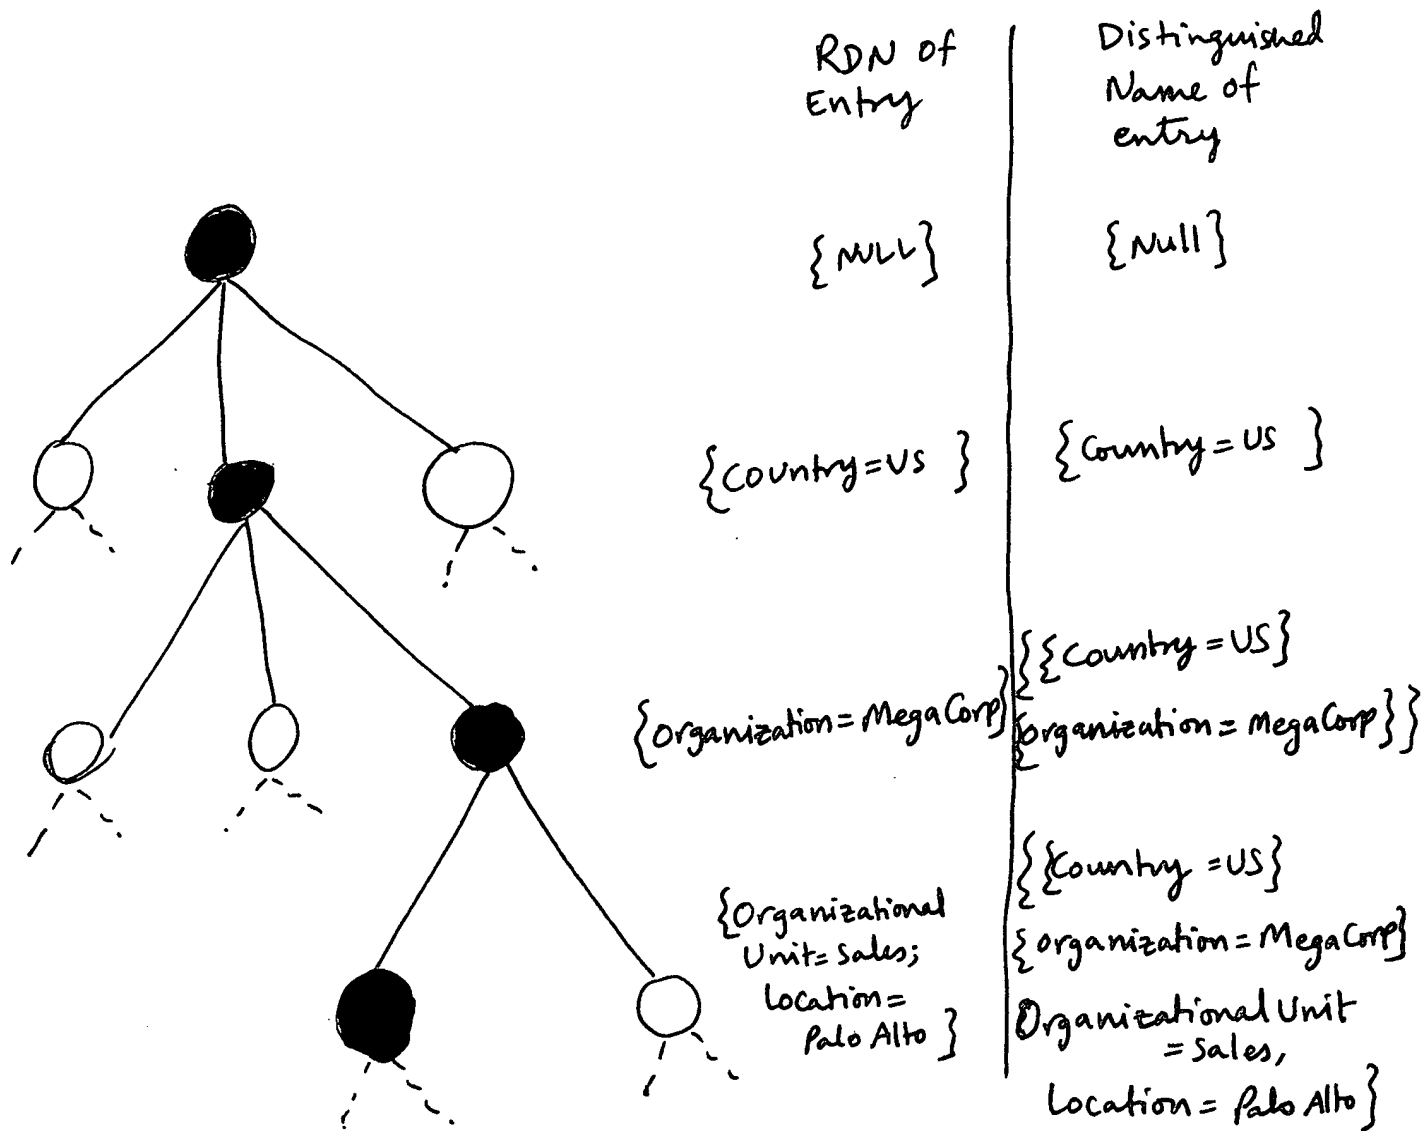 RDN of
Entry
Distinguished
Name of
entry
{NULL}
{Null}
{Country=US }
{Country=US }
{Organization=MegaCorp}
{{Country=US}
{Organization=MegaCorp}}
{Organizational
Unit=Sales;
Location=
Palo Alto }
{{Country =US}
{Organization=MegaCorp}
Organizational Unit
=Sales,
Location= Palo Alto}